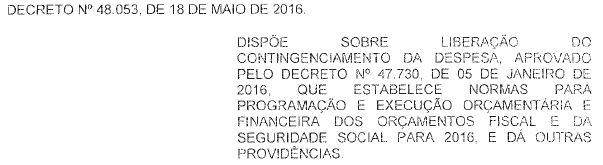 DECRETO Nº 48.053, DE 18 DE MAIO DE 2016.
DISPÕE SOBRE LIBERAÇÃO DO
CONTINGENCIAMENTO DA DESPESA, APROVADO
PELO DECRETO Nº 47.730, DE 05 DE JANEIRO DE
2016, QUE ESTABELECE NORMAS PARA
PROGRAMAÇÃO E EXECUÇÃO ORÇAMENTÁRIA E
FINANCEIRA DOS ORÇAMENTOS FISCAL E DA
SEGURIDADE SOCIAL PARA 2016, E DÁ OUTRAS
PROVIDÊNCIAS.